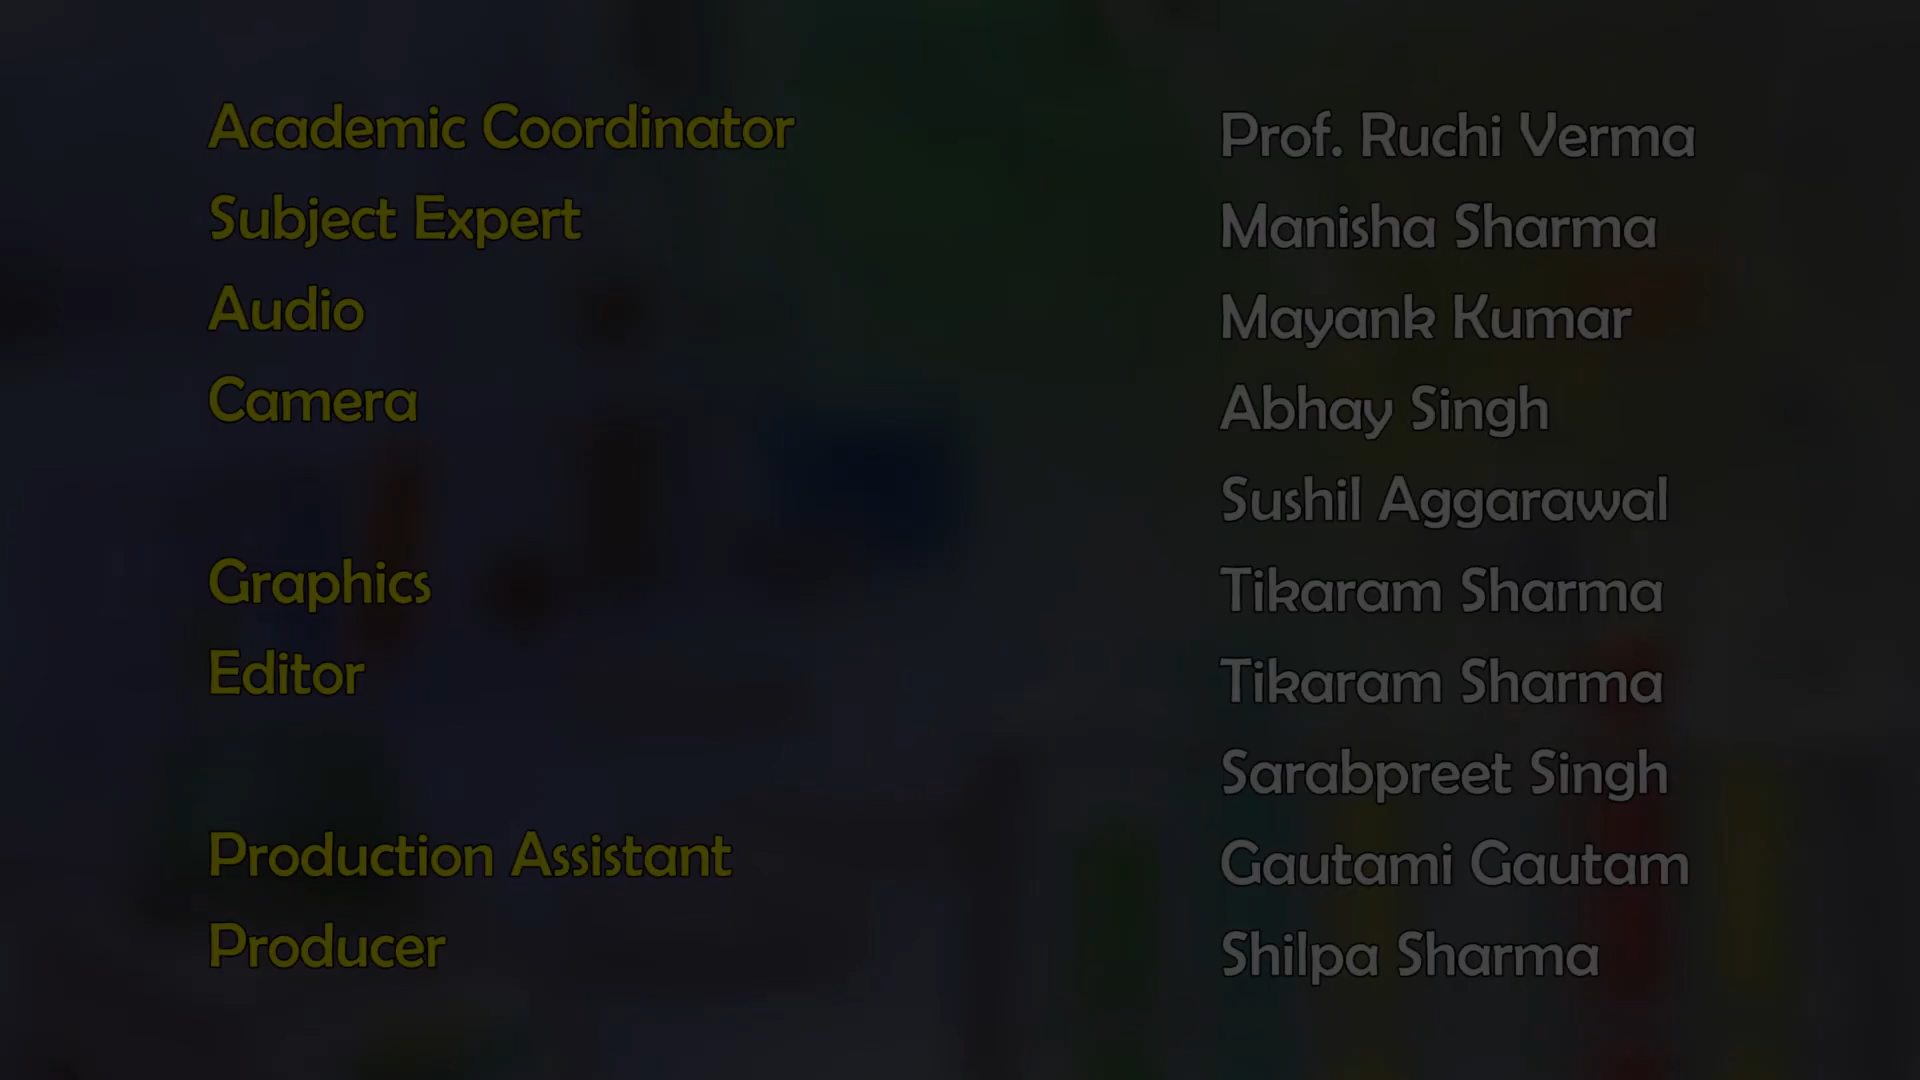 Academic Coordinator Prof. Ruchi Verma
Subject Expert Manisha Sharma
Audio Mayank Kumar
Camera Abhay Singh
Sushil Aggarawal
Graphics Tikaram Sharma
Editor Tikaram Sharma
Sarabpreet Singh
Production Assistant Gautami Gautam
Producer Shilpa Sharma